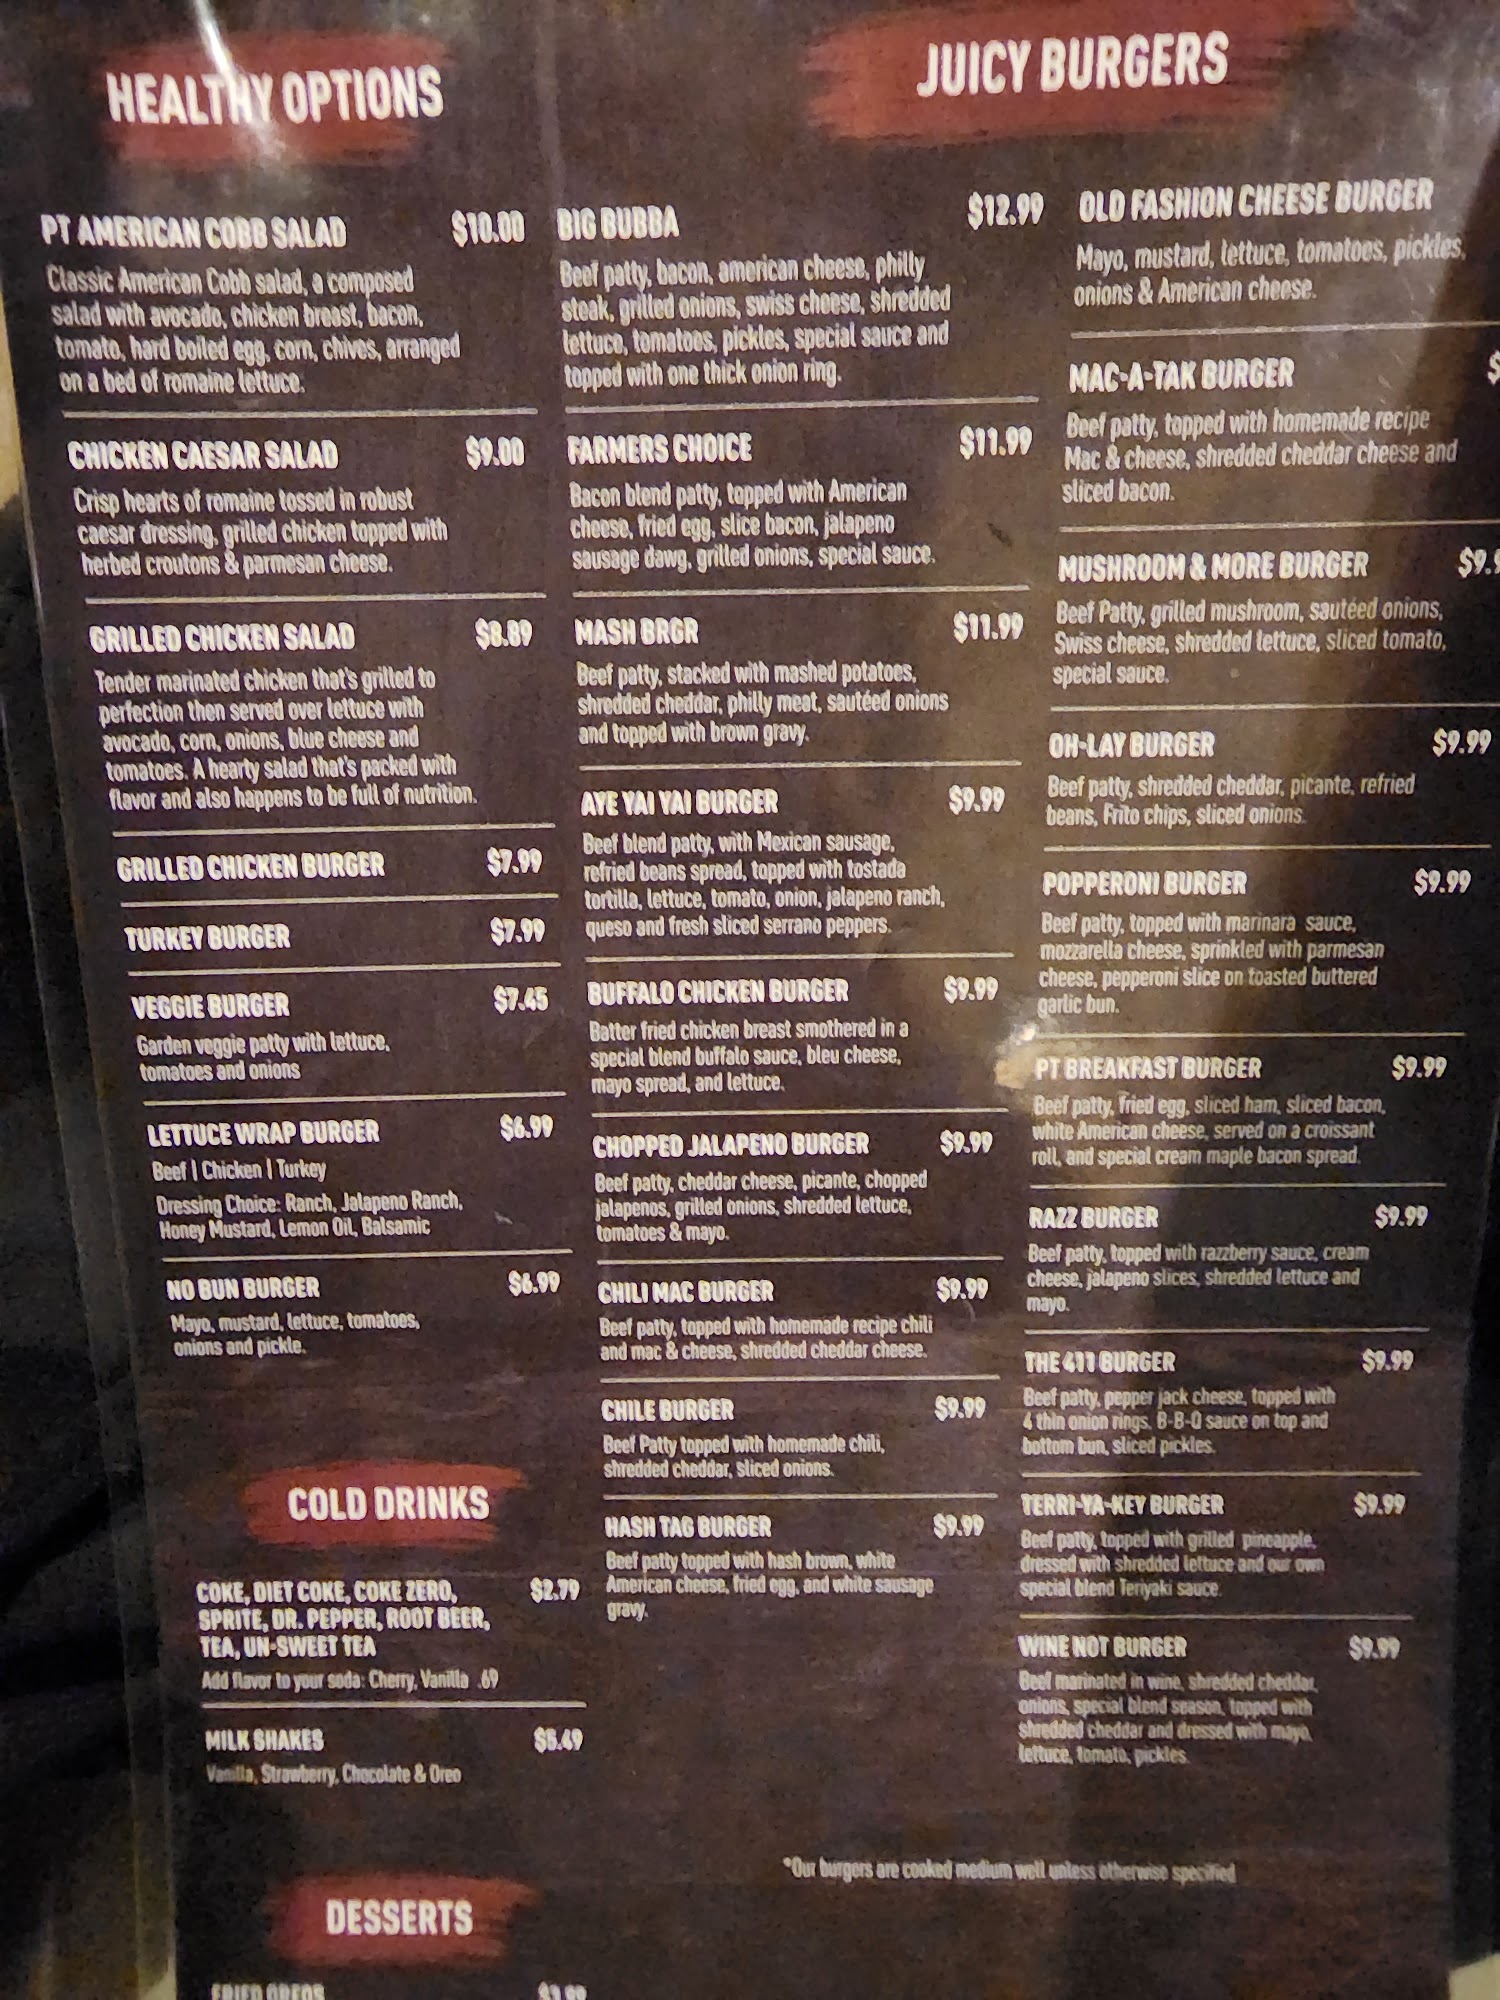 HEALTHY OPTIONS
PT AMERICAN COBB SALAD $10.00
Classic American Cobb salad, a composed
salad with avocado, chicken breast, bacon,
tomato, hard boiled egg, corn, chives, arranged
on a bed of romaine lettuce.
CHICKEN CAESAR SALAD $9.00
Crisp hearts of romaine tossed in robust
caesar dressing, grilled chicken topped with
herbed croutons & parmesan cheese.
GRILLED CHICKEN SALAD $8.89
Tender marinated chicken that's grilled to
perfection then served over lettuce with
avocado, corn, onions, blue cheese and
tomatoes. A hearty salad that's packed with
flavor and also happens to be full of nutrition.
GRILLED CHICKEN BURGER $7.99
TURKEY BURGER $7.99
VEGGIE BURGER $7.45
Garden veggie patty with lettuce,
tomatoes and onions
LETTUCE WRAP BURGER $6.99
Beef | Chicken | Turkey
Dressing Choice: Ranch, Jalapeno Ranch,
Honey Mustard, Lemon Oil, Balsamic
NO BUN BURGER $6.99
Mayo, mustard, lettuce, tomatoes,
onions and pickle.
COLD DRINKS
COKE, DIET COKE, COKE ZERO, $2.79
SPRITE, DR. PEPPER, ROOT BEER,
TEA, UN-SWEET TEA
Add flavor to your soda: Cherry, Vanilla .69
MILK SHAKES $5.49
Vanilla, Strawberry, Chocolate & Oreo
DESSERTS
FRIED OREOS $3.99
JUICY BURGERS
BIG BUBBA $12.99
Beef patty, bacon, american cheese, philly
steak, grilled onions, swiss cheese, shredded
lettuce, tomatoes, pickles, special sauce and
topped with one thick onion ring.
FARMERS CHOICE $11.99
Bacon blend patty, topped with American
cheese, fried egg, slice bacon, jalapeno
sausage dawg, grilled onions, special sauce.
MASH BRGR $11.99
Beef patty, stacked with mashed potatoes,
shredded cheddar, philly meat, sautéed onions
and topped with brown gravy.
AYE YAI YAI BURGER $9.99
Beef blend patty, with Mexican sausage,
refried beans spread, topped with tostada
tortilla, lettuce, tomato, onion, jalapeno ranch,
queso and fresh sliced serrano peppers.
BUFFALO CHICKEN BURGER $9.99
Batter fried chicken breast smothered in a
special blend buffalo sauce, bleu cheese,
mayo spread, and lettuce.
CHOPPED JALAPENO BURGER $9.99
Beef patty, cheddar cheese, picante, chopped
jalapenos, grilled onions, shredded lettuce,
tomatoes & mayo.
CHILI MAC BURGER $9.99
Beef patty, topped with homemade recipe chili
and mac & cheese, shredded cheddar cheese.
CHILE BURGER $9.99
Beef Patty topped with homemade chili,
shredded cheddar, sliced onions.
HASH TAG BURGER $9.99
Beef patty topped with hash brown, white
American cheese, fried egg, and white sausage
gravy.
OLD FASHION CHEESE BURGER
Mayo, mustard, lettuce, tomatoes, pickles,
onions & American cheese.
MAC-A-TAK BURGER $
Beef patty, topped with homemade recipe
Mac & cheese, shredded cheddar cheese and
sliced bacon.
MUSHROOM & MORE BURGER $9.9
Beef Patty, grilled mushroom, sautéed onions,
Swiss cheese, shredded lettuce, sliced tomato,
special sauce.
OH-LAY BURGER $9.99
Beef patty, shredded cheddar, picante, refried
beans, Frito chips, sliced onions.
POPPERONI BURGER $9.99
Beef patty, topped with marinara sauce,
mozzarella cheese, sprinkled with parmesan
cheese, pepperoni slice on toasted buttered
garlic bun.
PT BREAKFAST BURGER $9.99
Beef patty, fried egg, sliced ham, sliced bacon,
white American cheese, served on a croissant
roll, and special cream maple bacon spread.
RAZZ BURGER $9.99
Beef patty, topped with razzberry sauce, cream
cheese, jalapeno slices, shredded lettuce and
mayo.
THE 411 BURGER $9.99
Beef patty, pepper jack cheese, topped with
4 thin onion rings, B-B-Q sauce on top and
bottom bun, sliced pickles.
TERRI-YA-KEY BURGER $9.99
Beef patty, topped with grilled pineapple,
dressed with shredded lettuce and our own
special blend Teriyaki sauce.
WINE NOT BURGER $9.99
Beef marinated in wine, shredded cheddar,
onions, special blend season, topped with
shredded cheddar and dressed with mayo,
lettuce, tomato, pickles.
*Our burgers are cooked medium well unless otherwise specified